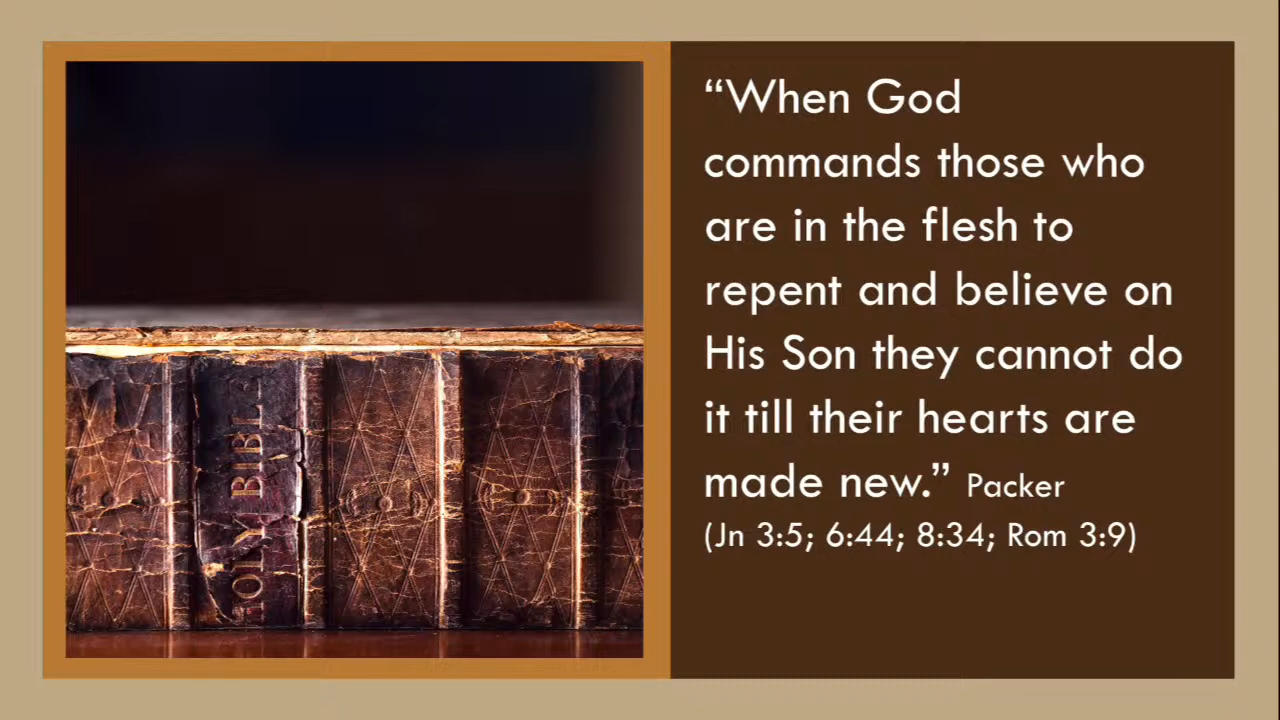 HOLY BIBLE
“When God
commands those who
are in the flesh to
repent and believe on
His Son they cannot do
it till their hearts are
made new.” Packer
(Jn 3:5; 6:44; 8:34; Rom 3:9)